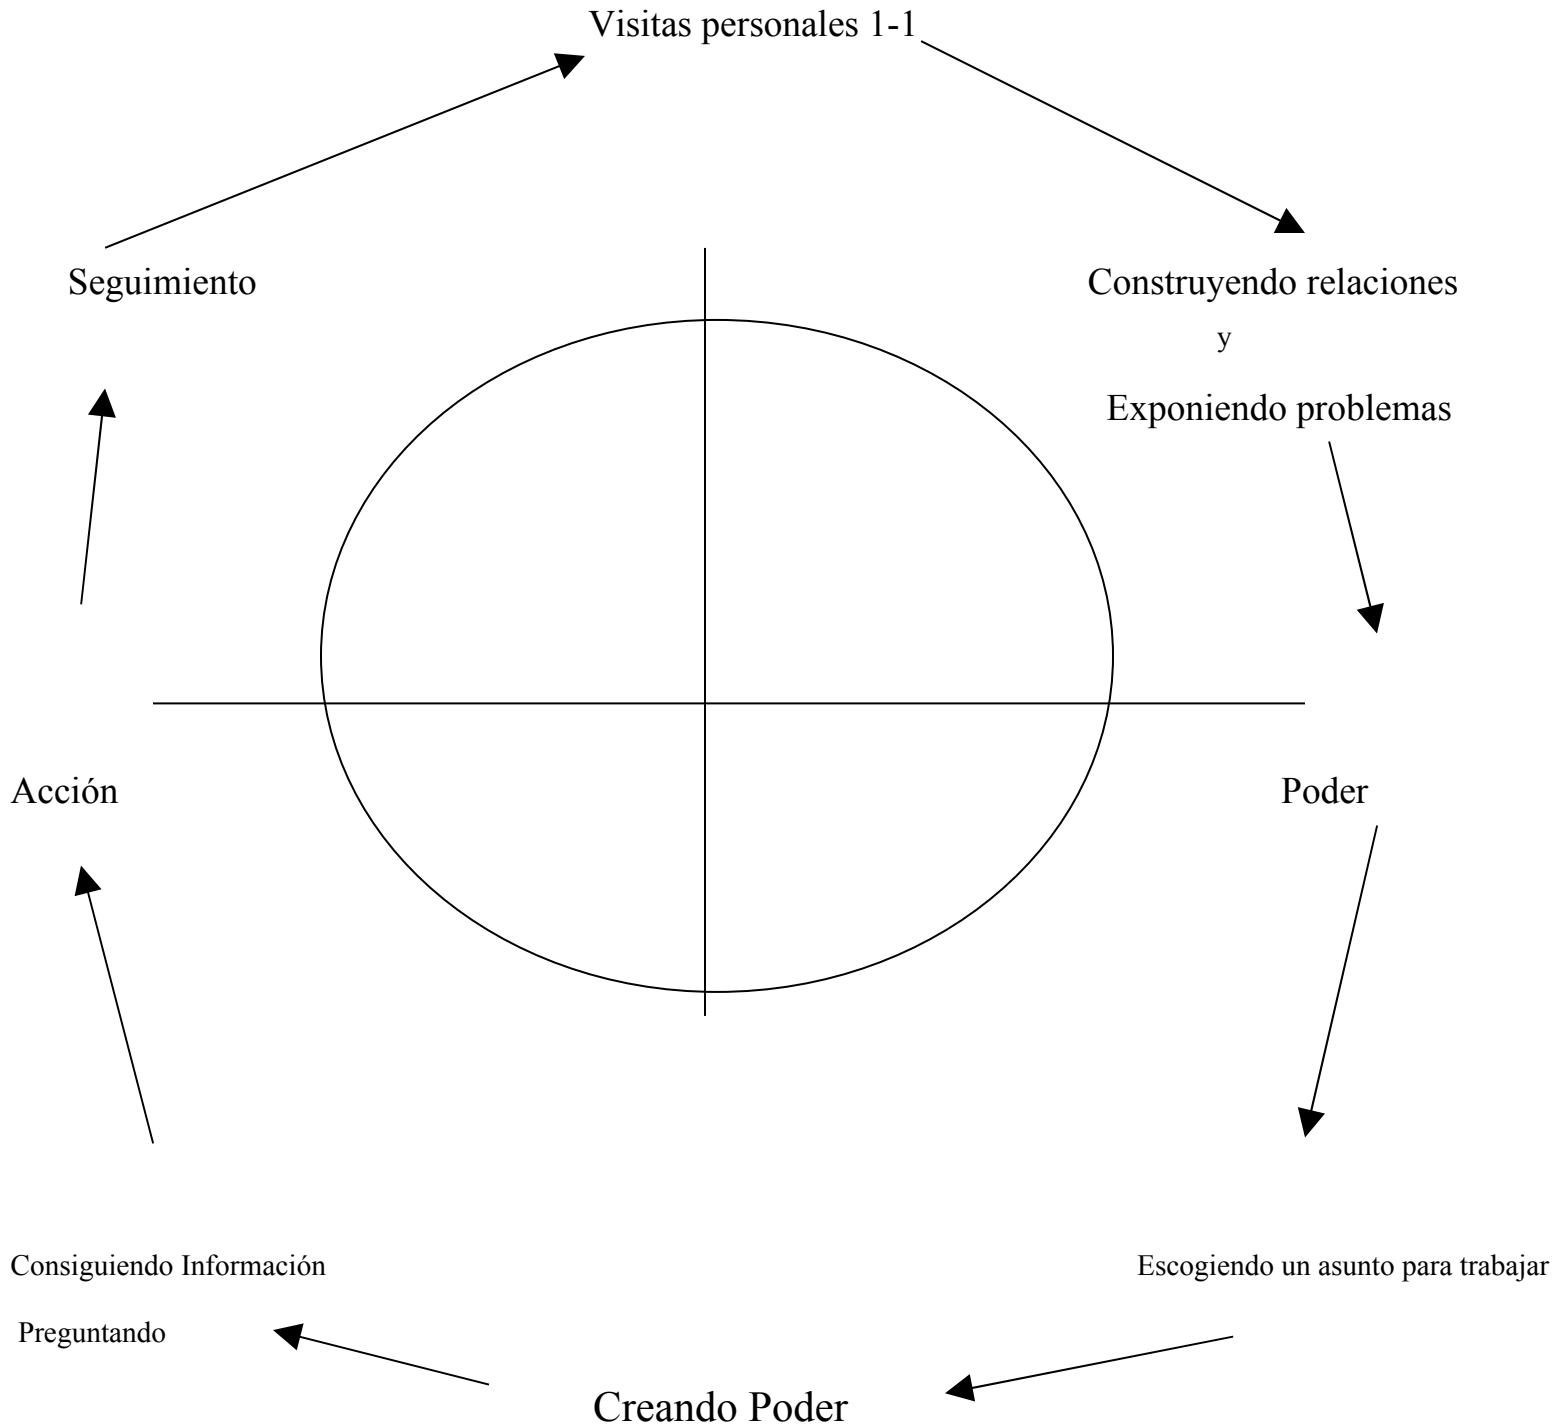 Visitas personales 1-1
Seguimiento
Construyendo relaciones
y
Exponiendo problemas
Acción
Poder
Consiguiendo Información
Escogiendo un asunto para trabajar
Preguntando
Creando Poder